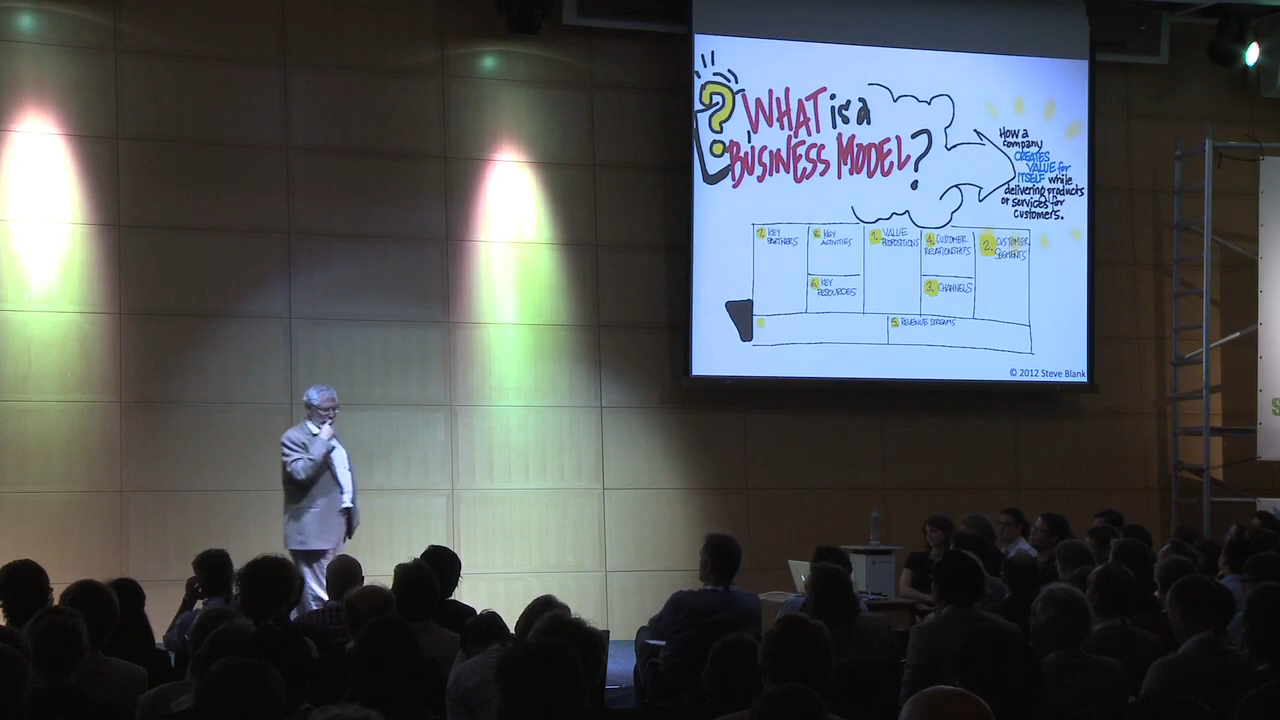 ?
WHAT is a
BUSINESS MODEL?
How a
company
CREATES
VALUE for
ITSELF while
delivering products
or services for
customers.
7. KEY
PARTNERS
8. KEY
ACTIVITIES
1. VALUE
PROPOSITIONS
4. CUSTOMER
RELATIONSHIPS
2. CUSTOMER
SEGMENTS
6. KEY
RESOURCES
3. CHANNELS
5. REVENUE STREAMS
© 2012 Steve Blank
S